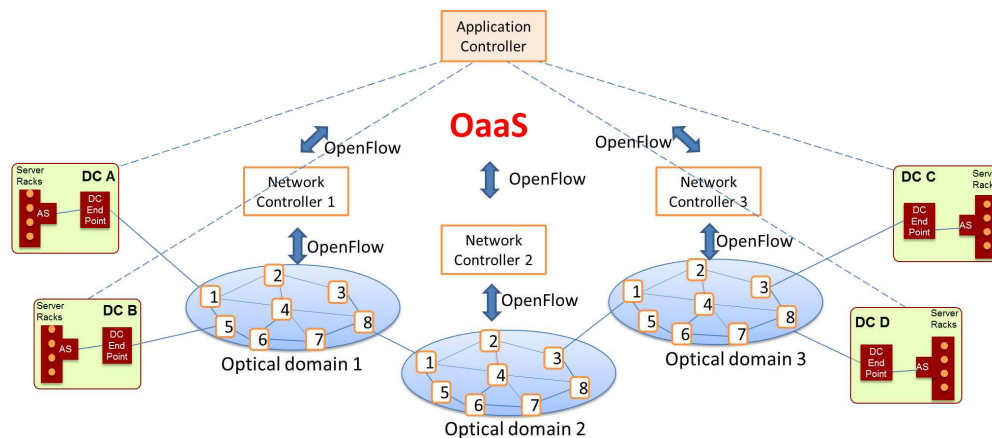 Application
Controller
OaaS
OpenFlow
OpenFlow
OpenFlow
Server
Racks
DC A
AS
DC
End
Point
Network
Controller 1
Network
Controller 3
DC C
Server
Racks
DC
End
Point
AS
OpenFlow
Network
Controller 2
OpenFlow
OpenFlow
Server
Racks
DC B
AS
DC
End
Point
1
2
3
4
5
6
7
8
Optical domain 1
1
2
3
4
5
6
7
8
Optical domain 2
1
2
3
4
5
6
7
8
Optical domain 3
DC D
Server
Racks
DC
End
Point
AS